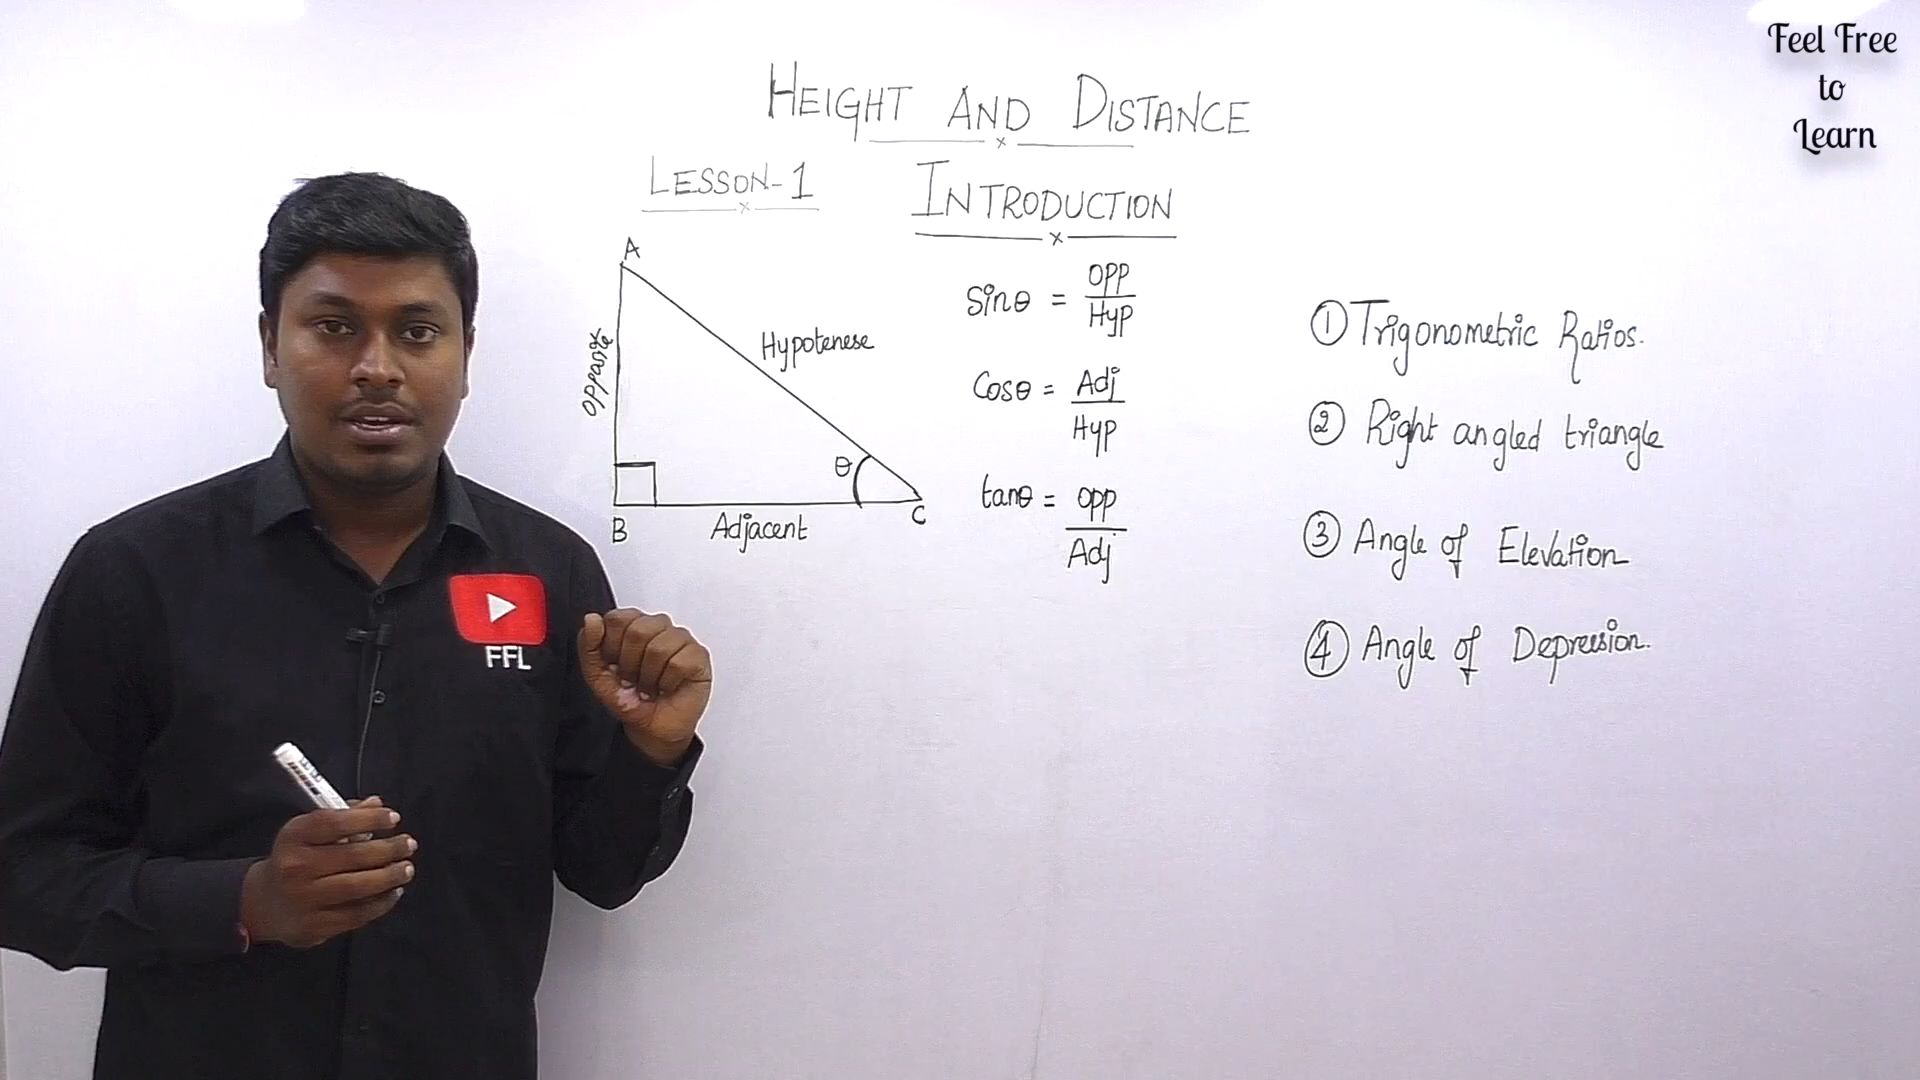 Feel Free
to
Learn
HEIGHT AND DISTANCE
LESSON-1
INTRODUCTION
A
Opposite
Hypotenese
θ
B
Adjacent
C
Sinθ = OPP
Hyp
Cosθ = Adj
Hyp
tanθ = opp
Adj
① Trigonometric Ratios.
② Right angled triangle
③ Angle of Elevation
④ Angle of Depression.
FFL